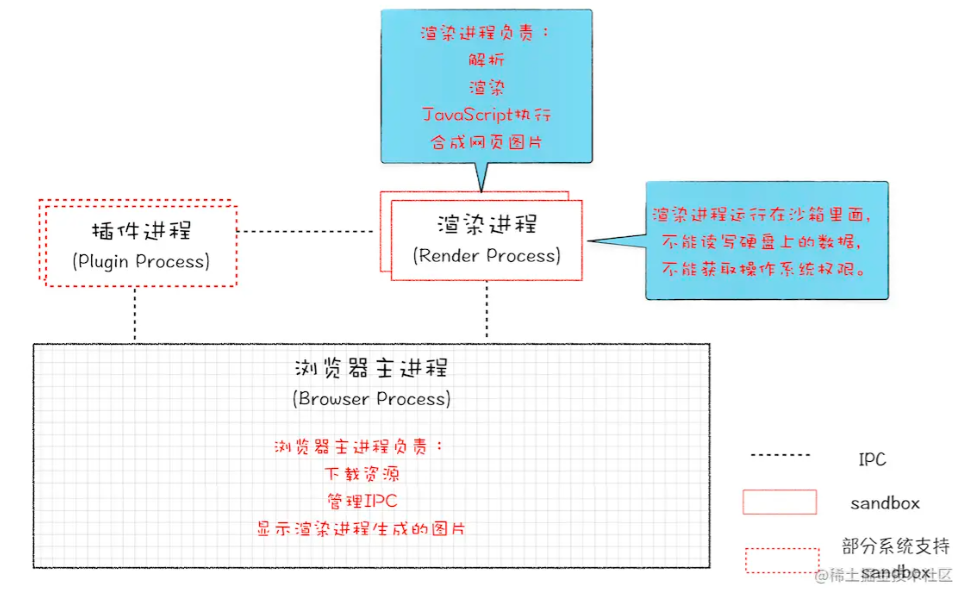 渲染进程负责：
解析
渲染
JavaScript执行
合成网页图片
插件进程
(Plugin Process)
渲染进程
(Render Process)
渲染进程运行在沙箱里面，
不能读写硬盘上的数据，
不能获取操作系统权限。
浏览器主进程
(Browser Process)
浏览器主进程负责：
下载资源
管理IPC
显示渲染进程生成的图片
IPC
sandbox
部分系统支持
sandbox
@稀土掘金技术社区